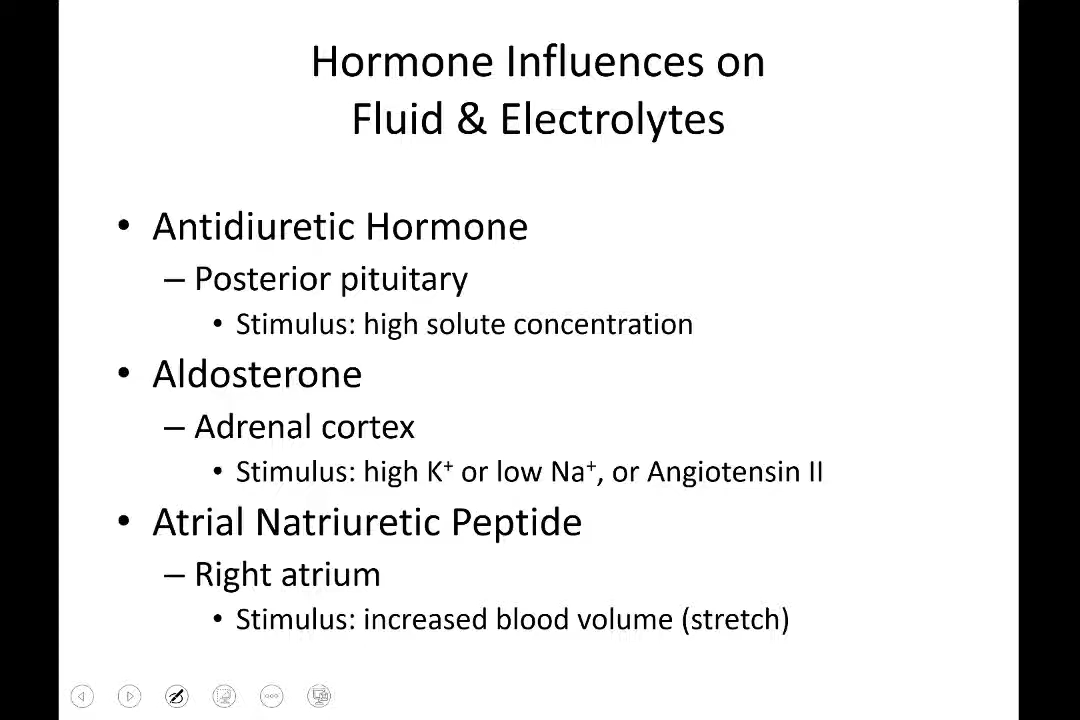 Hormone Influences on
Fluid & Electrolytes
• Antidiuretic Hormone
– Posterior pituitary
• Stimulus: high solute concentration
• Aldosterone
– Adrenal cortex
• Stimulus: high K⁺ or low Na⁺, or Angiotensin II
• Atrial Natriuretic Peptide
– Right atrium
• Stimulus: increased blood volume (stretch)